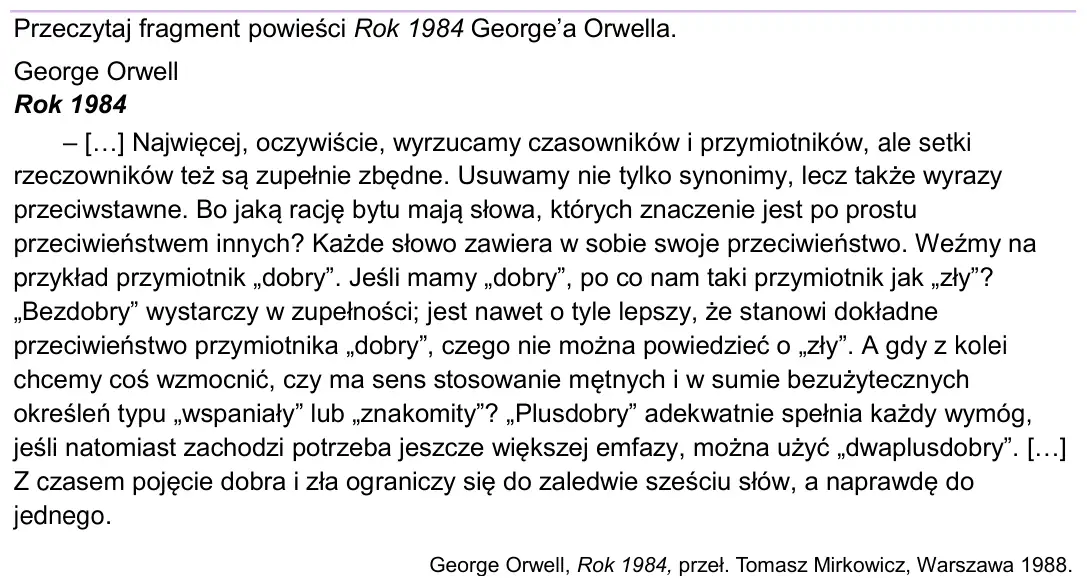 Przeczytaj fragment powieści Rok 1984 George’a Orwella.
George Orwell
Rok 1984
– […] Najwięcej, oczywiście, wyrzucamy czasowników i przymiotników, ale setki
rzeczowników też są zupełnie zbędne. Usuwamy nie tylko synonimy, lecz także wyrazy
przeciwstawne. Bo jaką rację bytu mają słowa, których znaczenie jest po prostu
przeciwieństwem innych? Każde słowo zawiera w sobie swoje przeciwieństwo. Weźmy na
przykład przymiotnik „dobry”. Jeśli mamy „dobry”, po co nam taki przymiotnik jak „zły”?
„Bezdobry” wystarczy w zupełności; jest nawet o tyle lepszy, że stanowi dokładne
przeciwieństwo przymiotnika „dobry”, czego nie można powiedzieć o „zły”. A gdy z kolei
chcemy coś wzmocnić, czy ma sens stosowanie mętnych i w sumie bezużytecznych
określeń typu „wspaniały” lub „znakomity”? „Plusdobry” adekwatnie spełnia każdy wymóg,
jeśli natomiast zachodzi potrzeba jeszcze większej emfazy, można użyć „dwaplusdobry”. […]
Z czasem pojęcie dobra i zła ograniczy się do zaledwie sześciu słów, a naprawdę do
jednego.
George Orwell, Rok 1984, przeł. Tomasz Mirkowicz, Warszawa 1988.